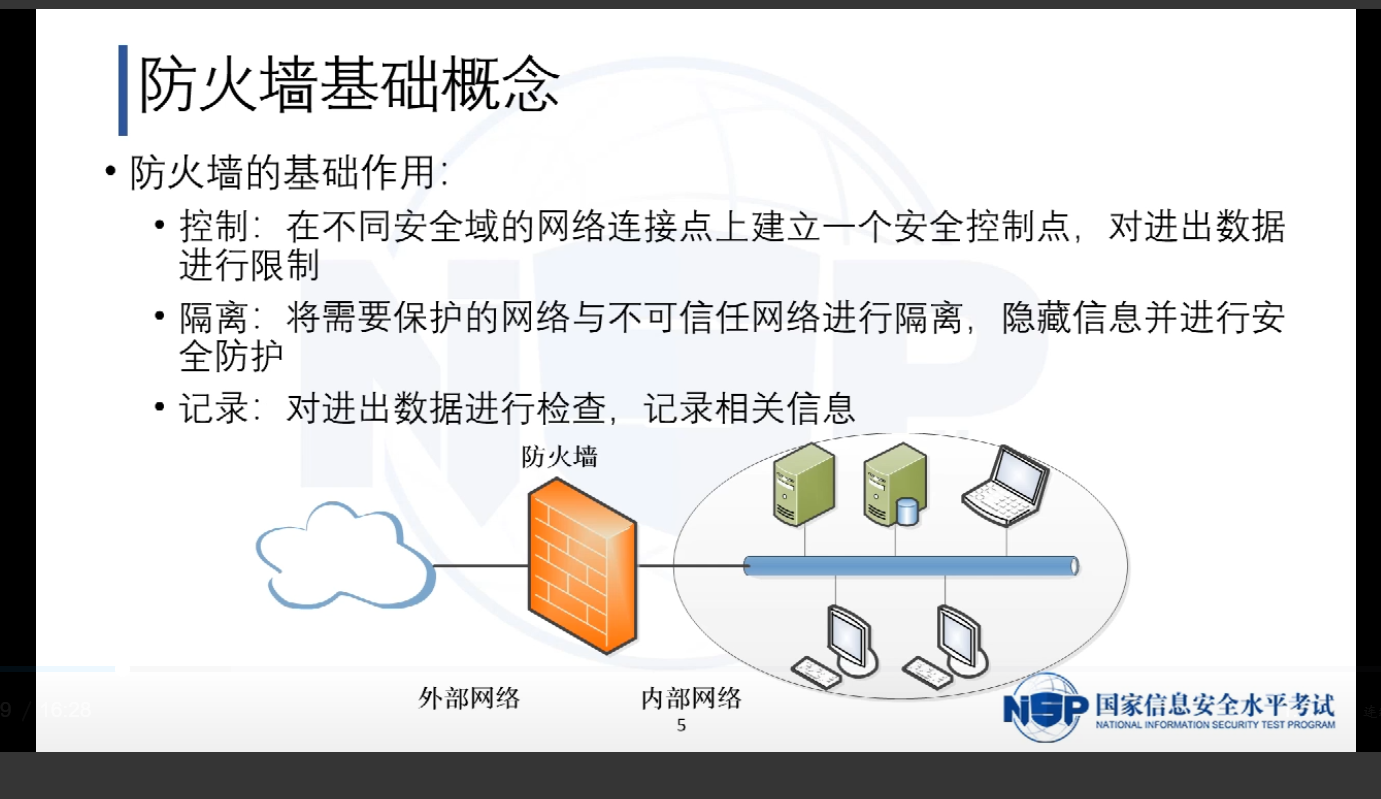 防火墙基础概念
• 防火墙的基础作用：
• 控制：在不同安全域的网络连接点上建立一个安全控制点，对进出数据
进行限制
• 隔离：将需要保护的网络与不可信任网络进行隔离，隐藏信息并进行安
全防护
• 记录：对进出数据进行检查，记录相关信息
防火墙
外部网络
内部网络
5
NSP
国家信息安全水平考试
NATIONAL INFORMATION SECURITY TEST PROGRAM